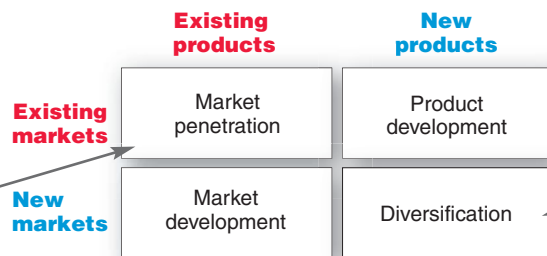 Existing
products
New
products
Existing
markets
Market
penetration
Product
development
New
markets
Market
development
Diversification